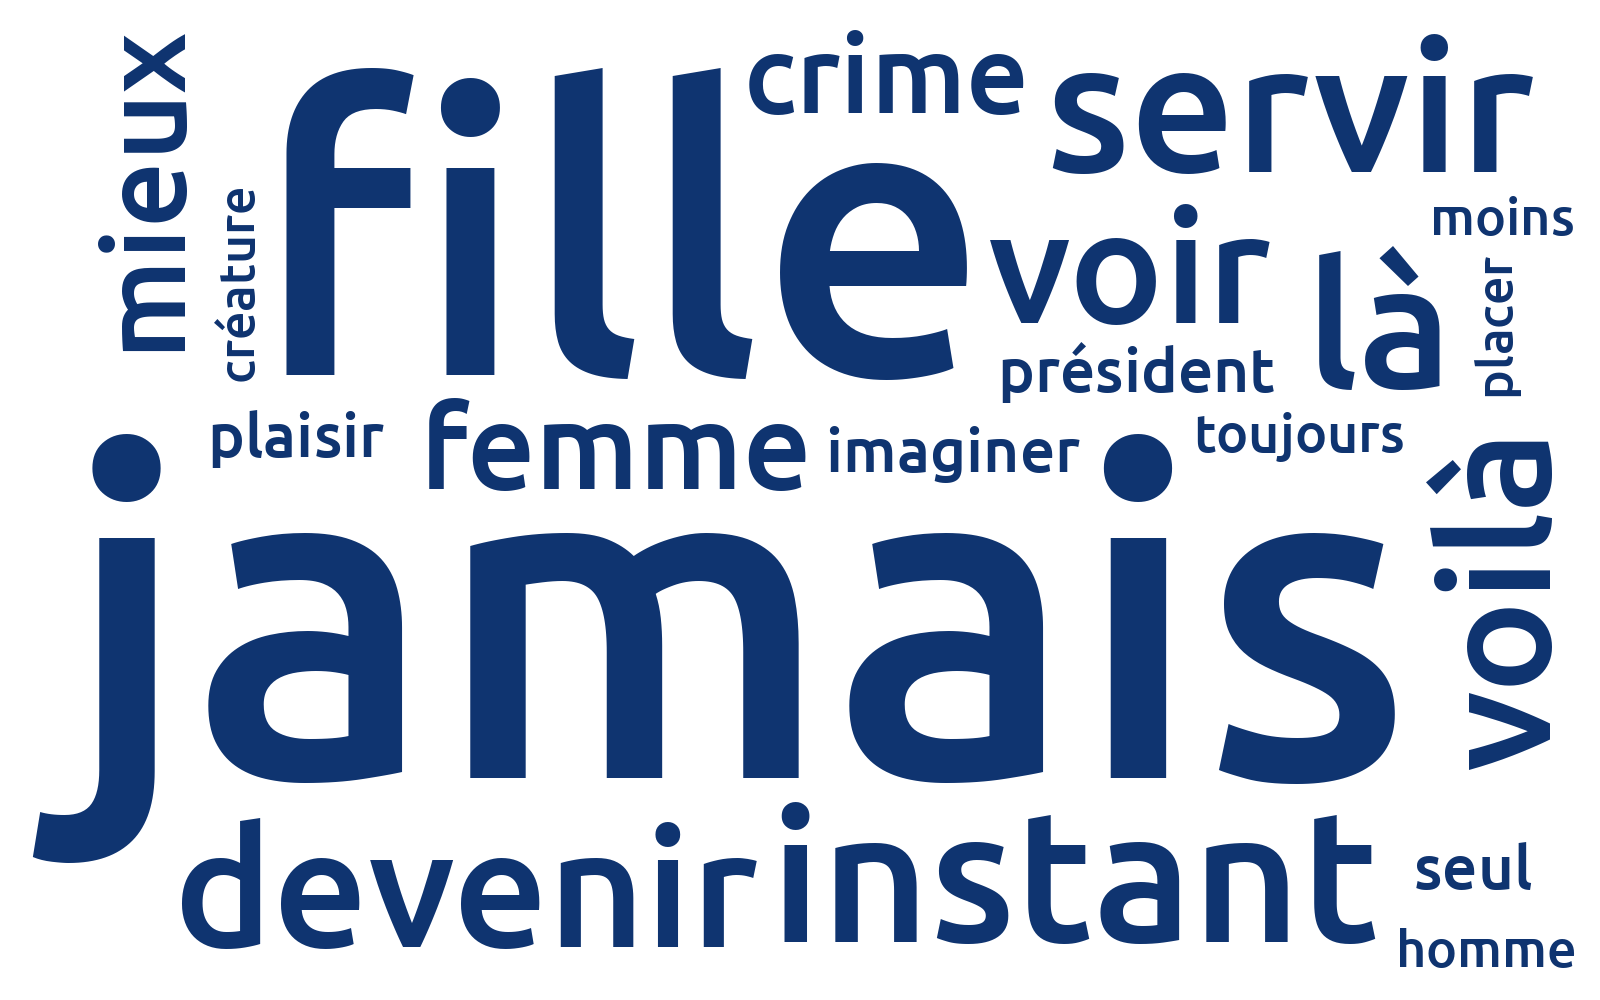 crime
servir
mieux
fille
créature
voir
moins
là
placer
président
plaisir
femme
imaginer
toujours
jamais
voilà
devenir
instant
seul
homme